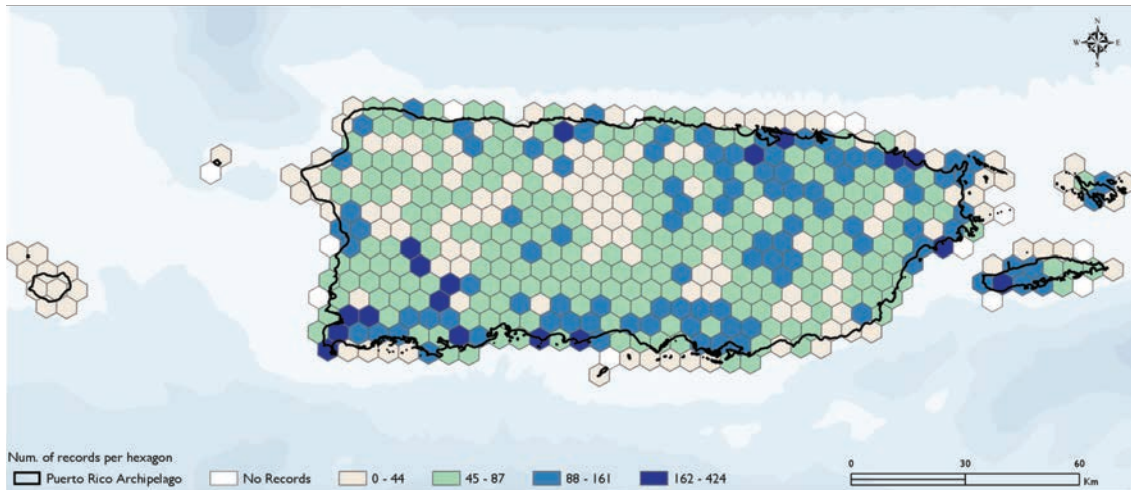 N
W E
S
Num. of records per hexagon
Puerto Rico Archipelago No Records 0 - 44 45 - 87 88 - 161 162 - 424
0 30 60
Km